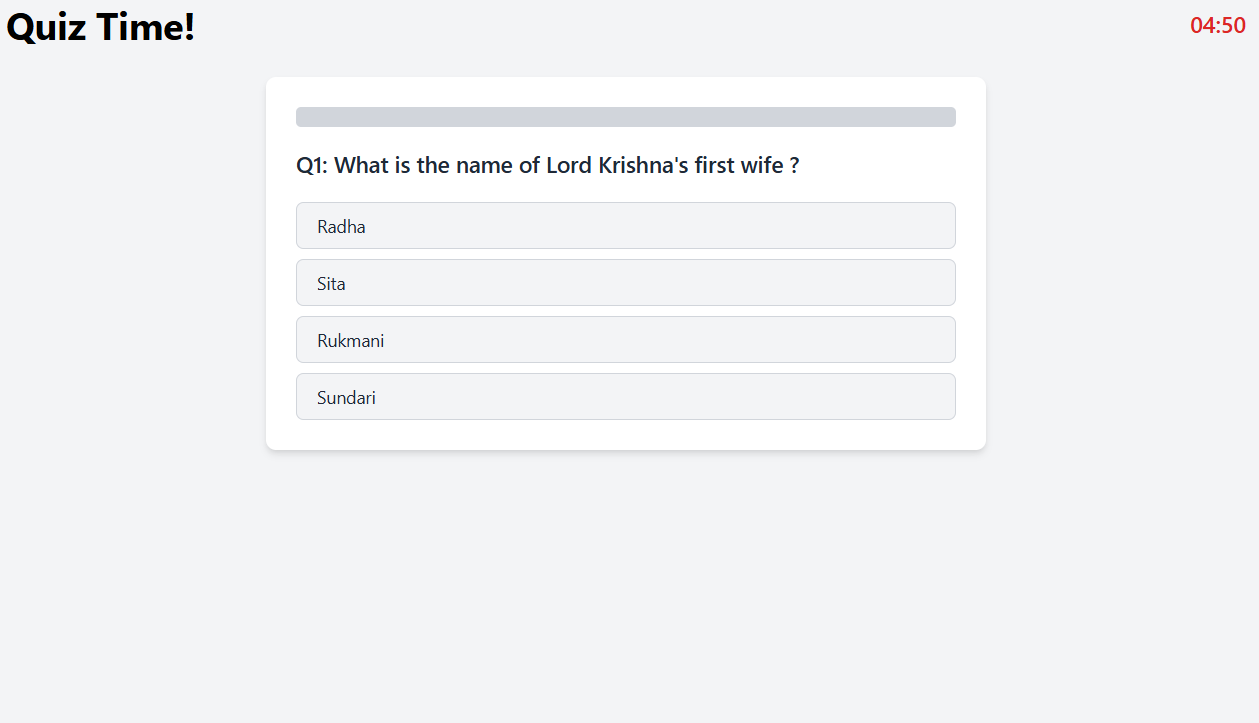 Quiz Time!
04:50
Q1: What is the name of Lord Krishna's first wife ?
Radha
Sita
Rukmani
Sundari